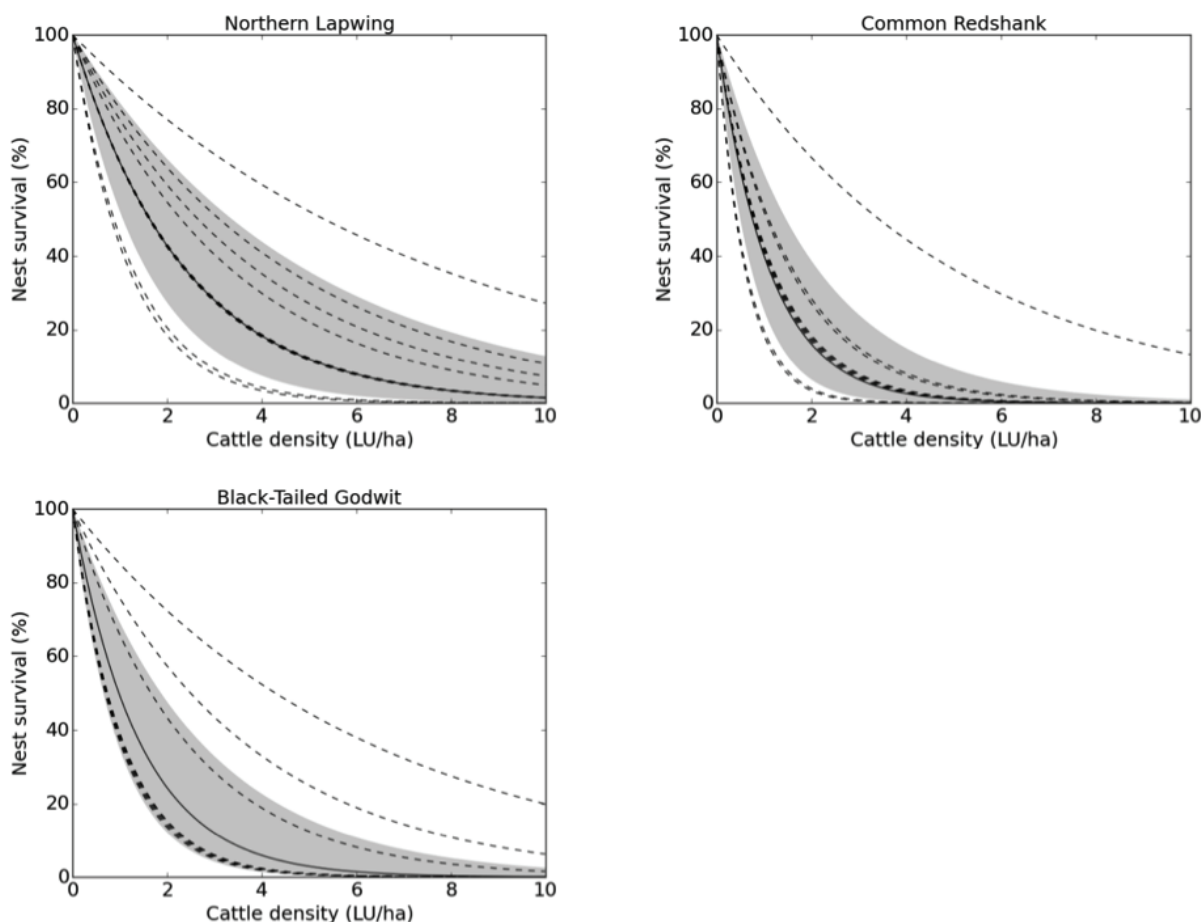 Northern Lapwing
100
80
60
40
20
0
Nest survival (%)
0 2 4 6 8 10
Cattle density (LU/ha)
Common Redshank
100
80
60
40
20
0
Nest survival (%)
0 2 4 6 8 10
Cattle density (LU/ha)
Black-Tailed Godwit
100
80
60
40
20
0
Nest survival (%)
0 2 4 6 8 10
Cattle density (LU/ha)